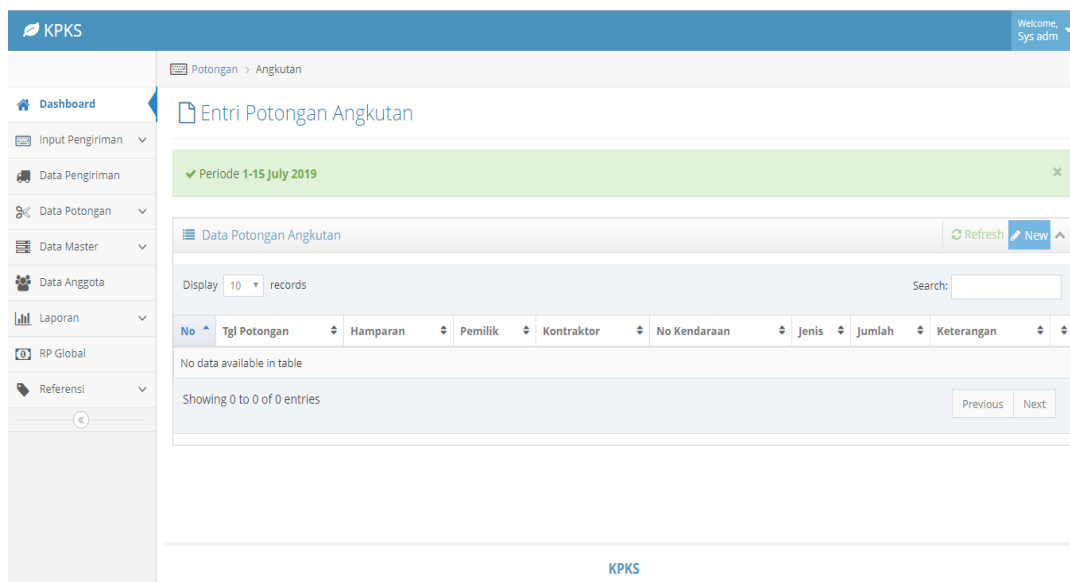 KPKS
Welcome,
Sys adm
Potongan > Angkutan
Dashboard
Input Pengiriman
Data Pengiriman
Data Potongan
Data Master
Data Anggota
Laporan
RP Global
Referensi
Entri Potongan Angkutan
Periode 1-15 July 2019
×
Data Potongan Angkutan
Refresh
New
Display 10 records
Search:
No Tgl Potongan Hamparan Pemilik Kontraktor No Kendaraan Jenis Jumlah Keterangan
No data available in table
Showing 0 to 0 of 0 entries
Previous Next
KPKS